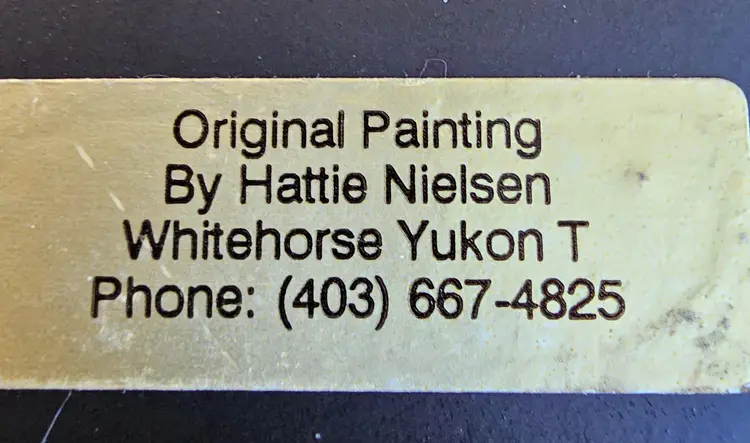 Original Painting
By Hattie Nielsen
Whitehorse Yukon T
Phone: (403) 667-4825